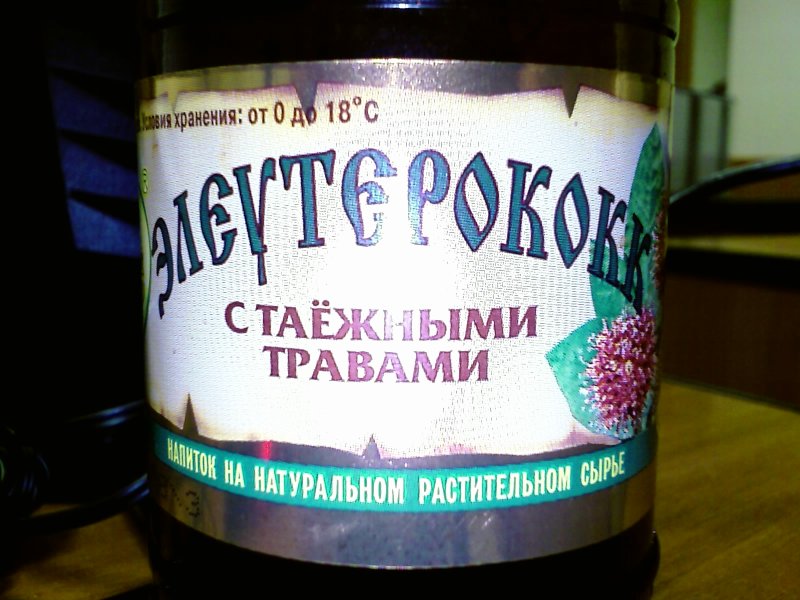 Условия хранения: от 0 до 18°С
®
ЭЛЕУТЕРОКОКК
С ТАЁЖНЫМИ
ТРАВАМИ
НАПИТОК НА НАТУРАЛЬНОМ РАСТИТЕЛЬНОМ СЫРЬЕ